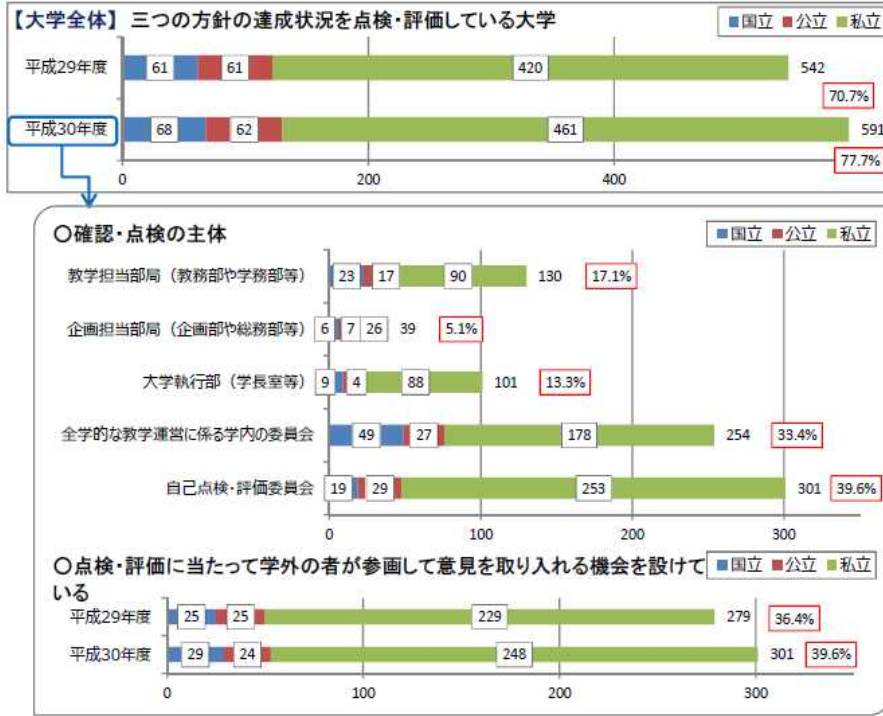 【大学全体】 三つの方針の達成状況を点検・評価している大学
国立 公立 私立
平成29年度 61 61 420 542
70.7%
平成30年度 68 62 461 591
77.7%
0 200 400
○確認・点検の主体
国立 公立 私立
教学担当部局（教務部や学務部等） 23 17 90 130 17.1%
企画担当部局（企画部や総務部等） 6 7 26 39 5.1%
大学執行部（学長室等） 9 4 88 101 13.3%
全学的な教学運営に係る学内の委員会 49 27 178 254 33.4%
自己点検・評価委員会 19 29 253 301 39.6%
0 100 200 300
○点検・評価に当たって学外の者が参画して意見を取り入れる機会を設けて
いる
国立 公立 私立
平成29年度 25 25 229 279 36.4%
平成30年度 29 24 248 301 39.6%
0 100 200 300